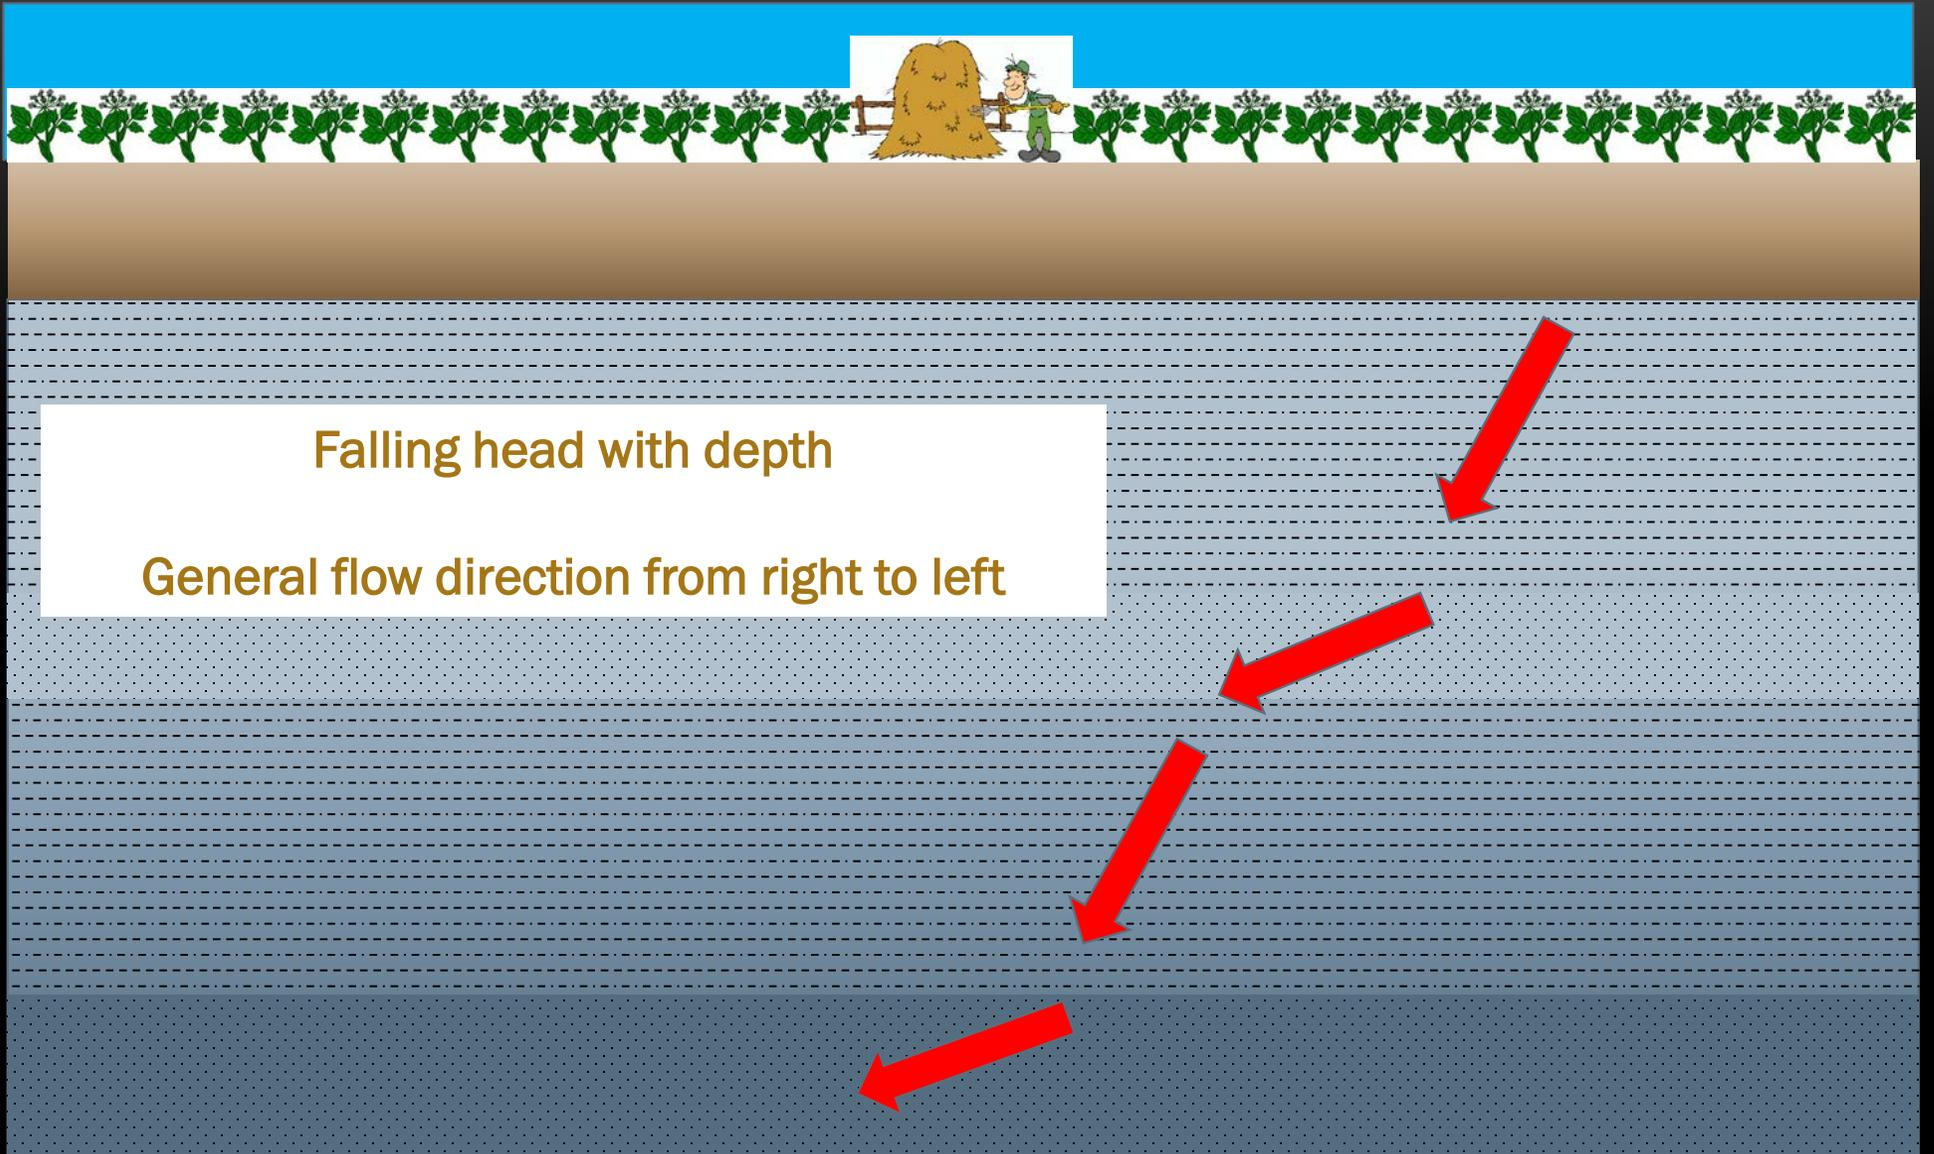 Falling head with depth
General flow direction from right to left